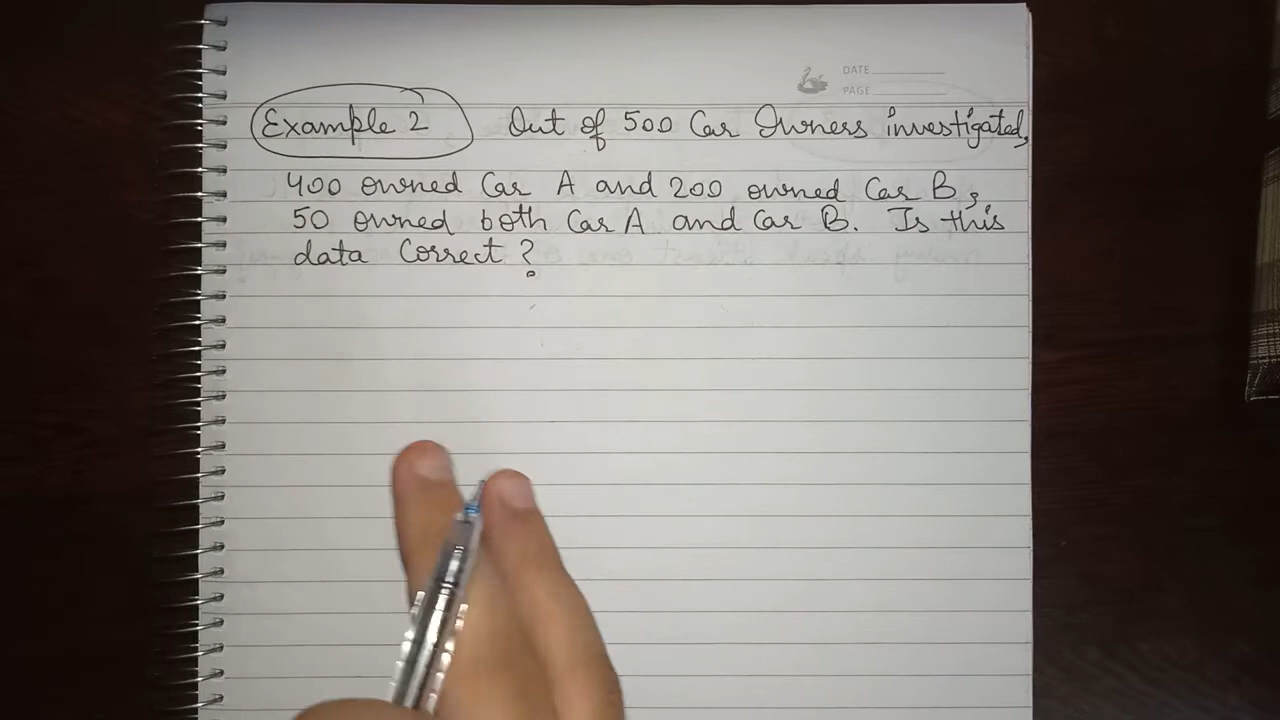 DATE
PAGE
Example 2 Out of 500 Car Owners investigated,
400 owned Car A and 200 owned Car B,
50 owned both Car A and Car B. Is this
data Correct ?